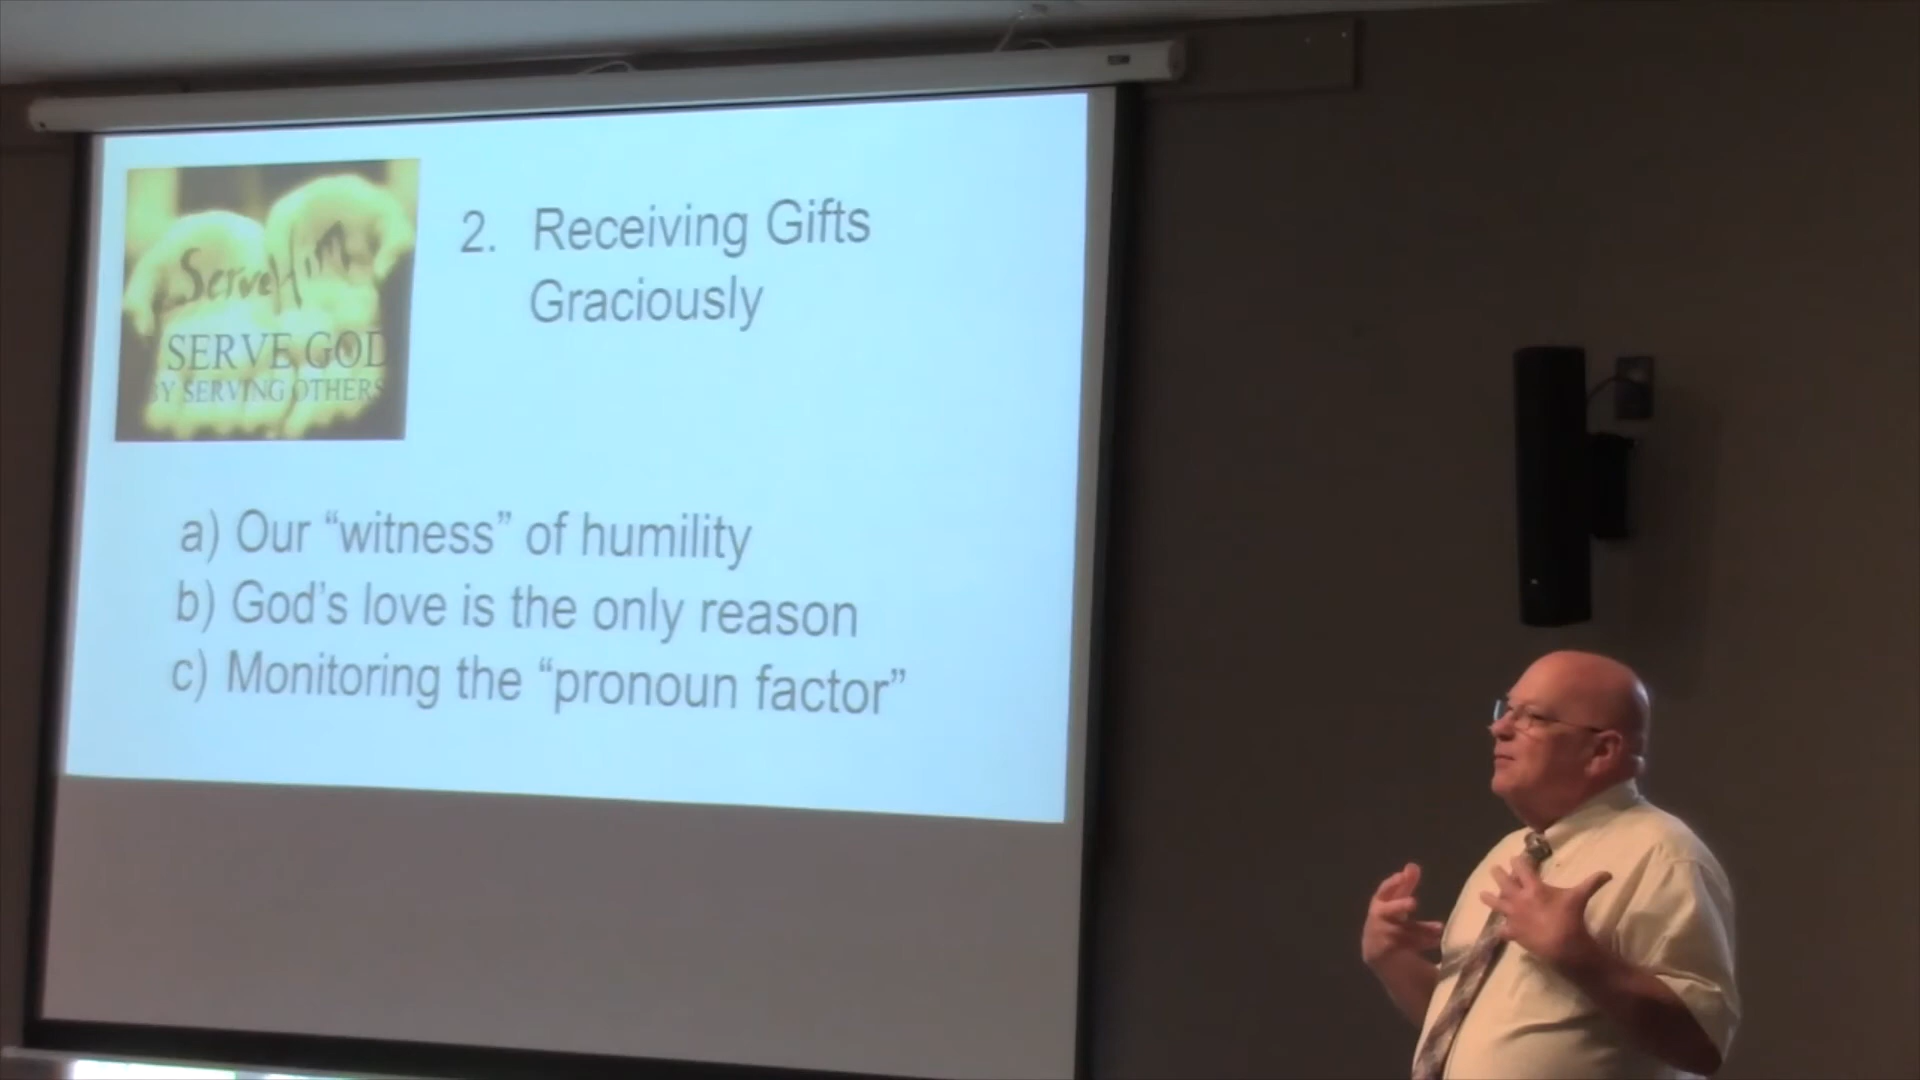 Serve Him
SERVE GOD
BY SERVING OTHERS
2. Receiving Gifts
Graciously
a) Our “witness” of humility
b) God’s love is the only reason
c) Monitoring the “pronoun factor”